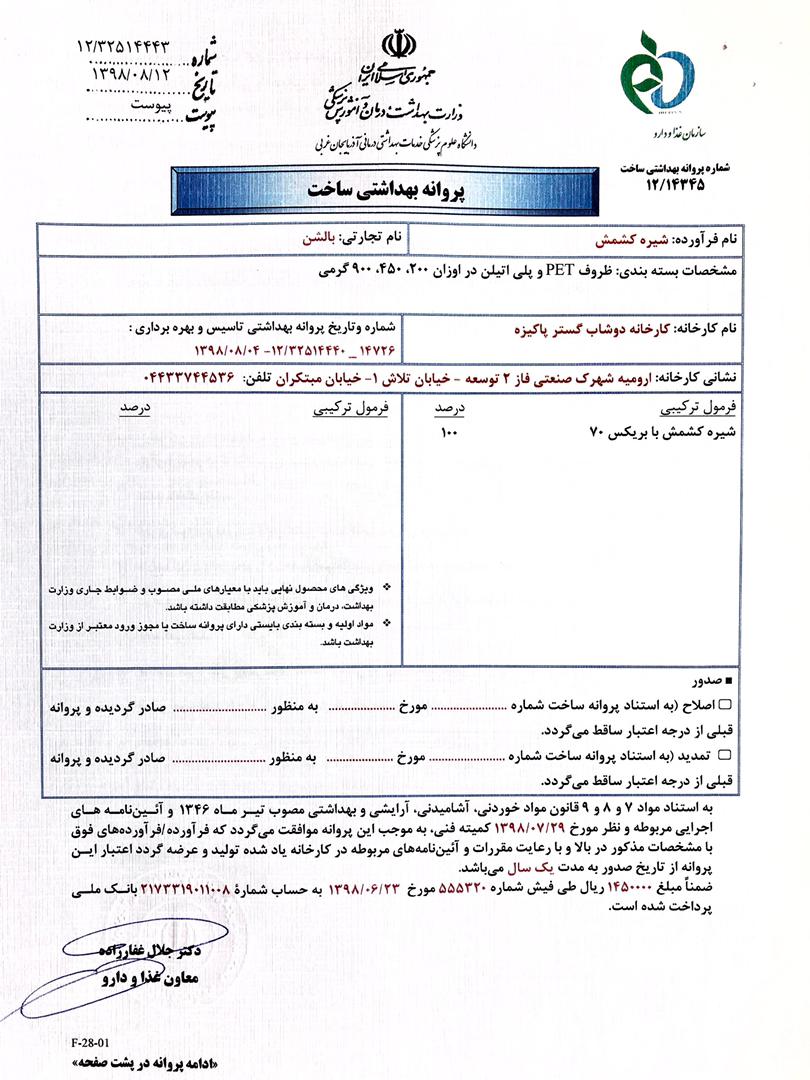 شماره ۱۲/۳۲۵۱۴۴۴۳
تاریخ ۱۳۹۸/۰۸/۱۲
پیوست پیوست
جمهوری اسلامی ایران
وزارت بهداشت، درمان و آموزش پزشکی
دانشگاه علوم پزشکی خدمات بهداشتی درمانی آذربایجان غربی
سازمان غذا و دارو
شماره پروانه بهداشتی ساخت
۱۲/۱۴۳۴۵
پروانه بهداشتی ساخت
نام فرآورده: شیره کشمش
نام تجارتی: بالشن
مشخصات بسته بندی: ظروف PET و پلی اتیلن در اوزان ۲۰۰، ۴۵۰، ۹۰۰ گرمی
نام کارخانه: کارخانه دوشاب گستر پاکیزه
شماره وتاریخ پروانه بهداشتی تاسیس و بهره برداری :
۱۴۷۲۶ _ ۱۲/۳۲۵۱۴۴۴۰- ۱۳۹۸/۰۸/۰۴
نشانی کارخانه: ارومیه شهرک صنعتی فاز ۲ توسعه - خیابان تلاش ۱- خیابان مبتکران تلفن: ۰۴۴۳۳۷۴۴۵۳۶
فرمول ترکیبی درصد
شیره کشمش با بریکس ۷۰ ۱۰۰
فرمول ترکیبی درصد
❖ ویژگی های محصول نهایی باید با معیارهای ملی مصوب و ضوابط جاری وزارت
بهداشت، درمان و آموزش پزشکی مطابقت داشته باشد.
❖ مواد اولیه و بسته بندی بایستی دارای پروانه ساخت یا مجوز ورود معتبر از وزارت
بهداشت باشد.
■ صدور
▢ اصلاح (به استناد پروانه ساخت شماره ........................ مورخ ..................... به منظور ............................ صادر گردیده و پروانه
قبلی از درجه اعتبار ساقط می‌گردد.
▢ تمدید (به استناد پروانه ساخت شماره ........................ مورخ ..................... به منظور ............................ صادر گردیده و پروانه
قبلی از درجه اعتبار ساقط می‌گردد.
به استناد مواد ۷ و ۸ و ۹ قانون مواد خوردنی، آشامیدنی، آرایشی و بهداشتی مصوب تیر ماه ۱۳۴۶ و آئین‌نامه های
اجرایی مربوطه و نظر مورخ ۱۳۹۸/۰۷/۲۹ کمیته فنی، به موجب این پروانه موافقت می‌گردد که فرآورده/فرآورده‌های فوق
با مشخصات مذکور در بالا و با رعایت مقررات و آئین‌نامه‌های مربوطه در کارخانه یاد شده تولید و عرضه گردد اعتبار این
پروانه از تاریخ صدور به مدت یک سال می‌باشد.
ضمناً مبلغ ۱۴۵۰۰۰۰ ریال طی فیش شماره ۵۵۵۳۲۰ مورخ ۱۳۹۸/۰۶/۲۳ به حساب شمارۀ ۲۱۷۳۳۱۹۰۱۱۰۰۸ بانک ملی
پرداخت شده است.
دکتر جلال غفارزاده
معاون غذا و دارو
F-28-01
«ادامه پروانه در پشت صفحه»